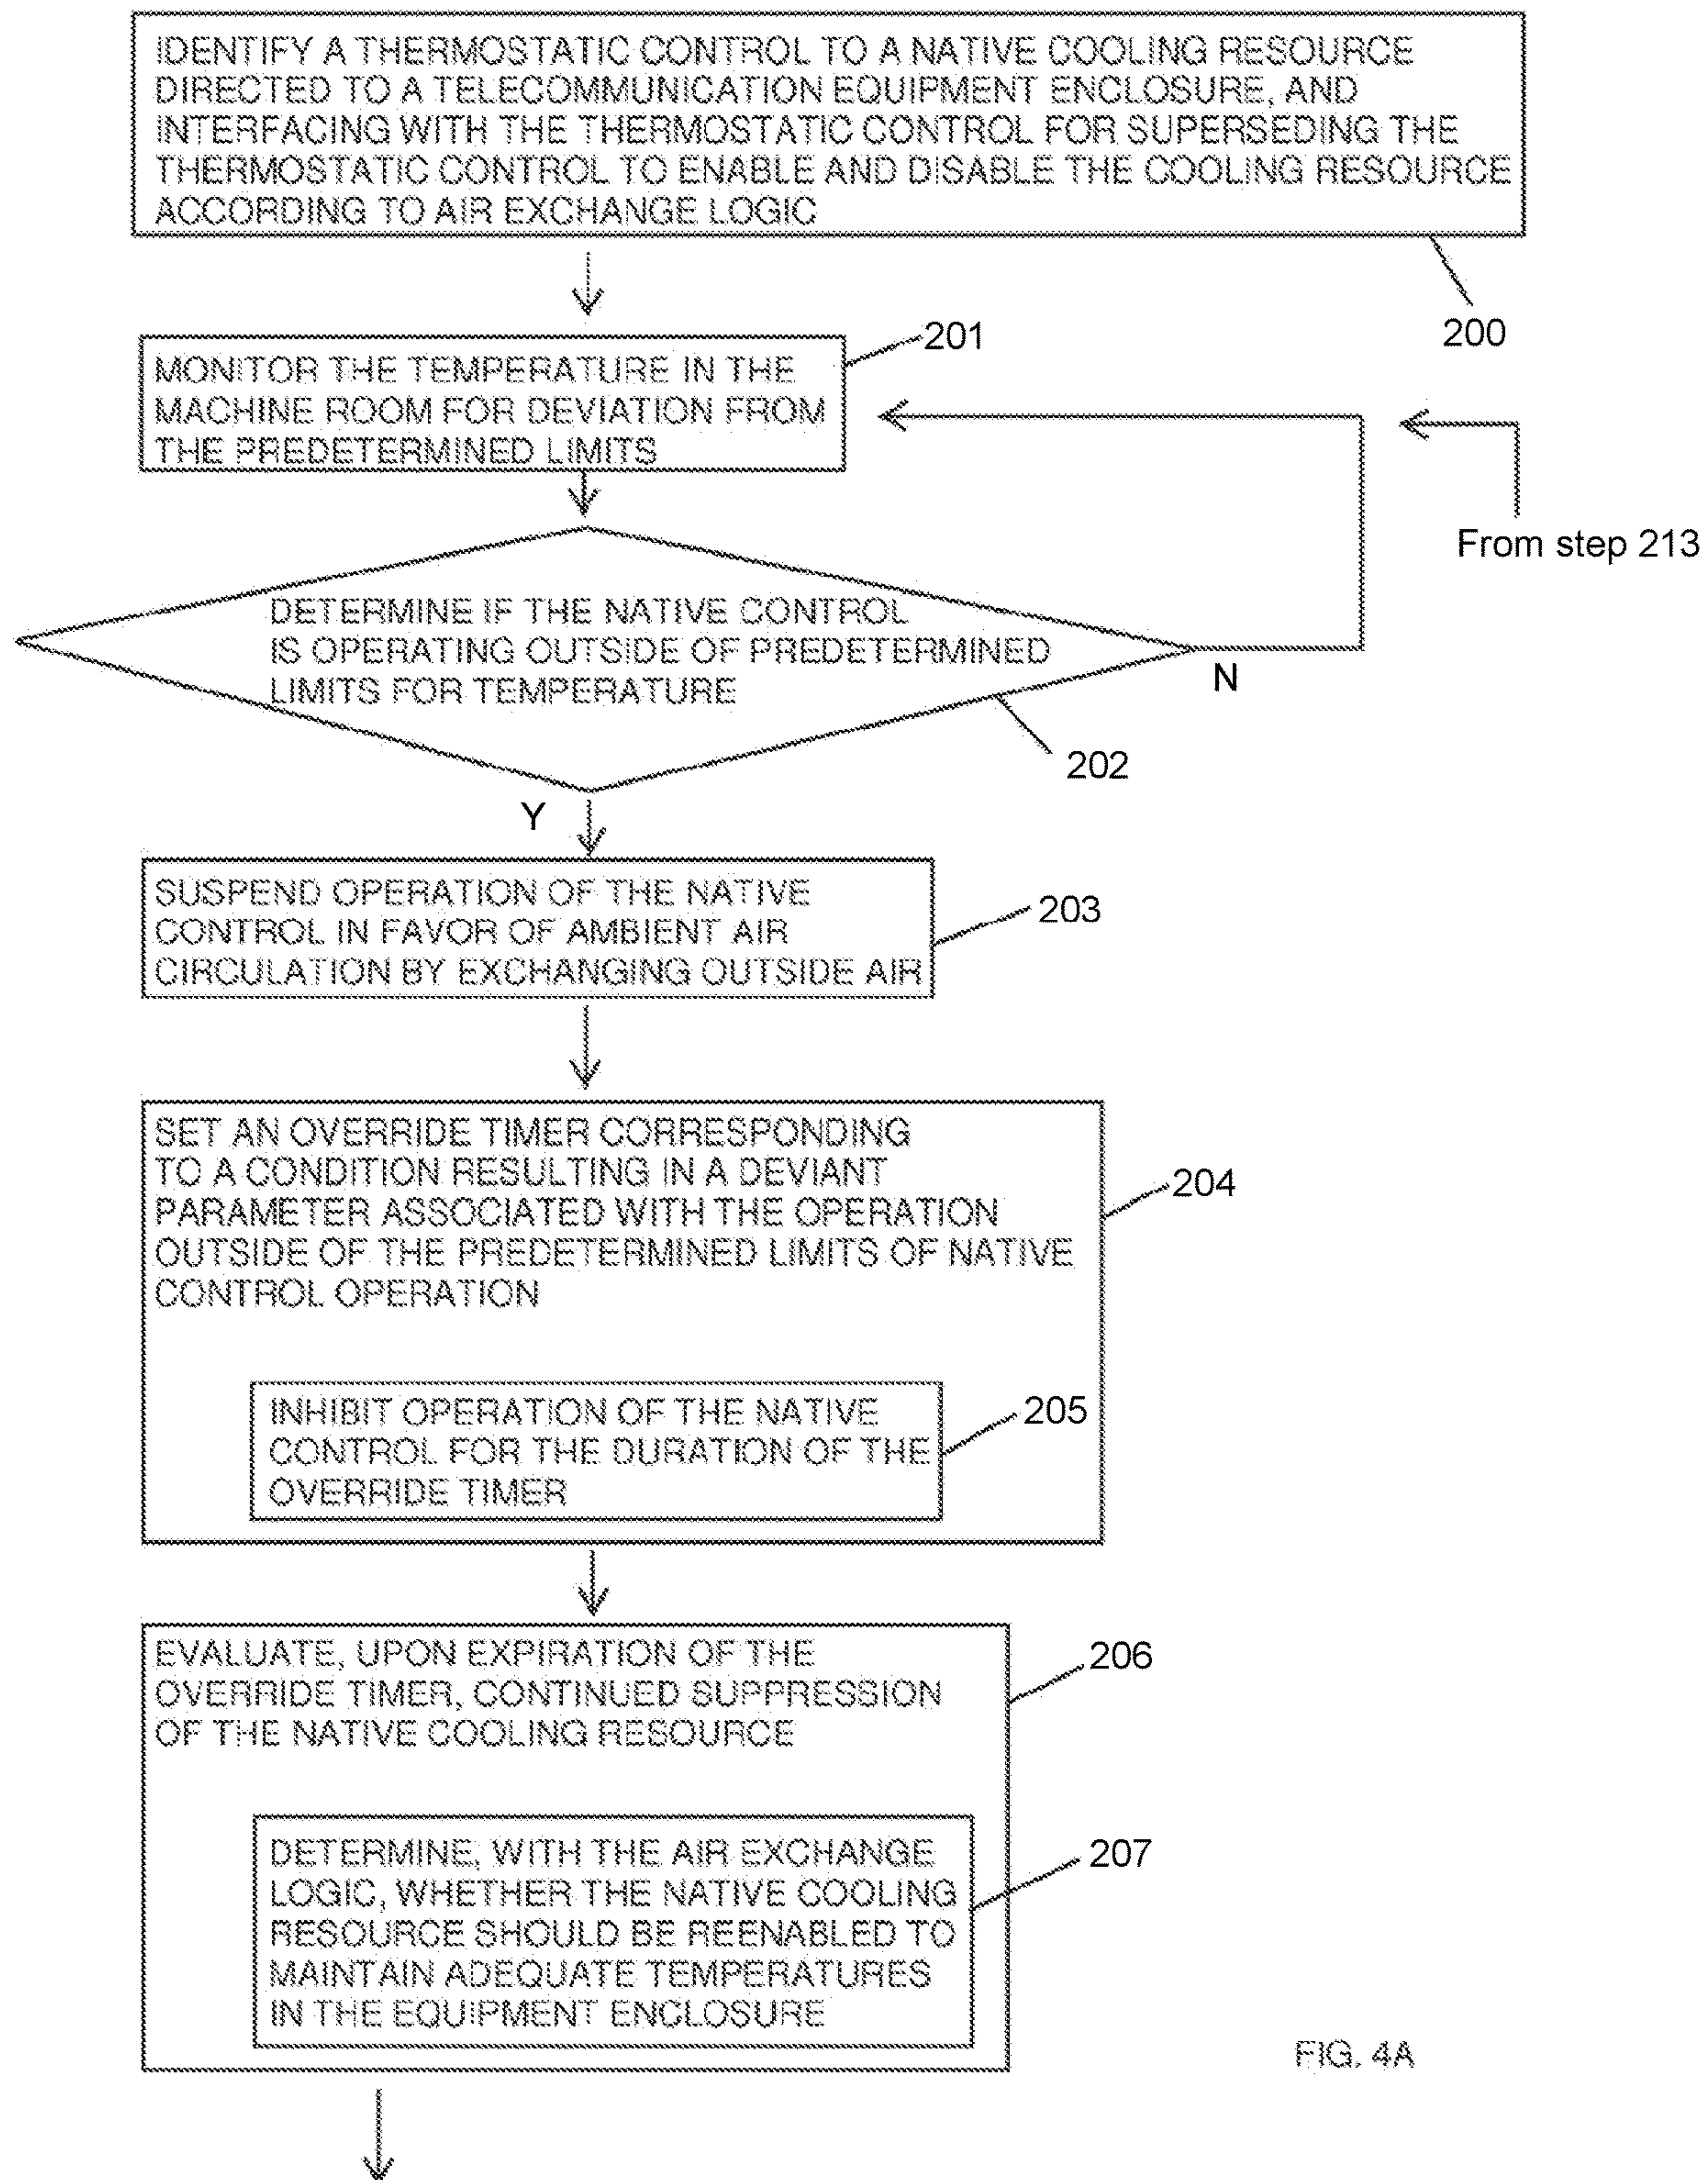 IDENTIFY A THERMOSTATIC CONTROL TO A NATIVE COOLING RESOURCE
DIRECTED TO A TELECOMMUNICATION EQUIPMENT ENCLOSURE, AND
INTERFACING WITH THE THERMOSTATIC CONTROL FOR SUPERSEDING THE
THERMOSTATIC CONTROL TO ENABLE AND DISABLE THE COOLING RESOURCE
ACCORDING TO AIR EXCHANGE LOGIC
200
201
MONITOR THE TEMPERATURE IN THE
MACHINE ROOM FOR DEVIATION FROM
THE PREDETERMINED LIMITS
From step 213
DETERMINE IF THE NATIVE CONTROL
IS OPERATING OUTSIDE OF PREDETERMINED
LIMITS FOR TEMPERATURE
N
202
Y
SUSPEND OPERATION OF THE NATIVE
CONTROL IN FAVOR OF AMBIENT AIR
CIRCULATION BY EXCHANGING OUTSIDE AIR
203
SET AN OVERRIDE TIMER CORRESPONDING
TO A CONDITION RESULTING IN A DEVIANT
PARAMETER ASSOCIATED WITH THE OPERATION
OUTSIDE OF THE PREDETERMINED LIMITS OF NATIVE
CONTROL OPERATION
204
INHIBIT OPERATION OF THE NATIVE
CONTROL FOR THE DURATION OF THE
OVERRIDE TIMER
205
EVALUATE, UPON EXPIRATION OF THE
OVERRIDE TIMER, CONTINUED SUPPRESSION
OF THE NATIVE COOLING RESOURCE
206
DETERMINE, WITH THE AIR EXCHANGE
LOGIC, WHETHER THE NATIVE COOLING
RESOURCE SHOULD BE REENABLED TO
MAINTAIN ADEQUATE TEMPERATURES
IN THE EQUIPMENT ENCLOSURE
207
FIG. 4A